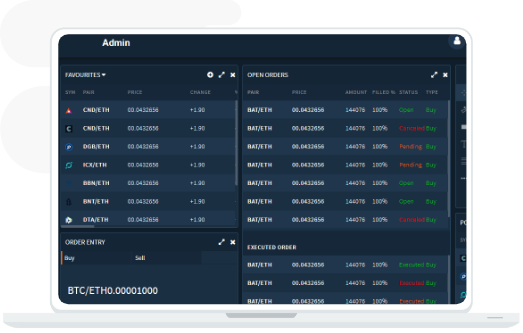 Admin
FAVOURITES
SYM PAIR PRICE CHANGE
CND/ETH 00.0432656 +1.90
CND/ETH 00.0432656 +1.90
DGB/ETH 00.0432656 +1.90
ICX/ETH 00.0432656 +1.90
BBN/ETH 00.0432656 +1.90
BNT/ETH 00.0432656 +1.90
DTA/ETH 00.0432656 +1.90
ORDER ENTRY
Buy Sell
BTC/ETH0.00001000
OPEN ORDERS
PAIR PRICE AMOUNT FILLED % STATUS TYPE
BAT/ETH 00.0432656 144076 100% Open Buy
BAT/ETH 00.0432656 144076 100% Canceled Buy
BAT/ETH 00.0432656 144076 100% Pending Buy
BAT/ETH 00.0432656 144076 100% Pending Buy
BAT/ETH 00.0432656 144076 100% Open Buy
BAT/ETH 00.0432656 144076 100% Open Buy
BAT/ETH 00.0432656 144076 100% Canceled Buy
EXECUTED ORDER
BAT/ETH 00.0432656 144076 100% Executed Buy
BAT/ETH 00.0432656 144076 100% Executed Buy
BAT/ETH 00.0432656 144076 100% Executed Buy